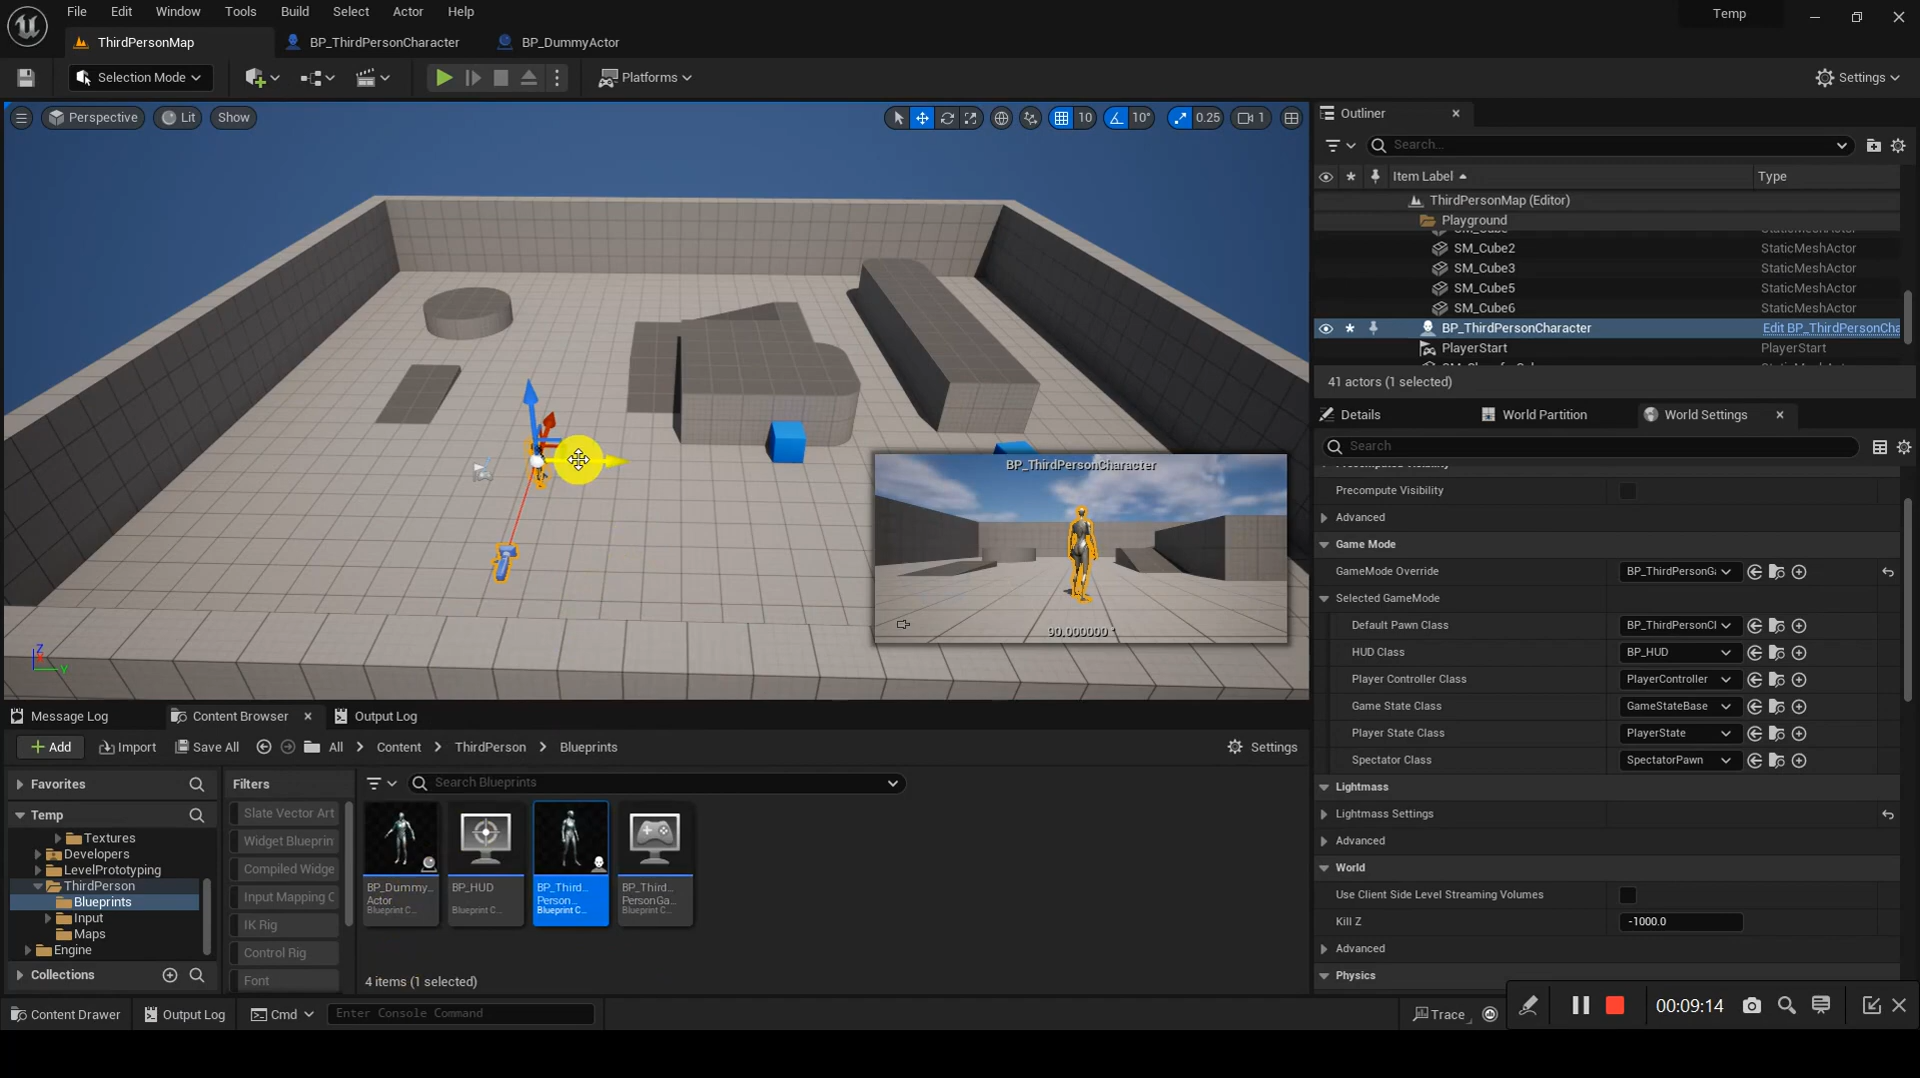 File Edit Window Tools Build Select Actor Help
Temp
ThirdPersonMap
BP_ThirdPersonCharacter
BP_DummyActor
Selection Mode
Platforms
Settings
Perspective
Lit
Show
10
10°
0.25
1
BP_ThirdPersonCharacter
90.000000 °
Z
Y
Outliner
Search...
Item Label
Type
ThirdPersonMap (Editor)
Playground
SM_Cube2 StaticMeshActor
SM_Cube3 StaticMeshActor
SM_Cube5 StaticMeshActor
SM_Cube6 StaticMeshActor
BP_ThirdPersonCharacter Edit BP_ThirdPersonCha
PlayerStart PlayerStart
41 actors (1 selected)
Details
World Partition
World Settings
Search
Precompute Visibility
Advanced
Game Mode
GameMode Override BP_ThirdPersonGa
Selected GameMode
Default Pawn Class BP_ThirdPersonCl
HUD Class BP_HUD
Player Controller Class PlayerController
Game State Class GameStateBase
Player State Class PlayerState
Spectator Class SpectatorPawn
Lightmass
Lightmass Settings
Advanced
World
Use Client Side Level Streaming Volumes
Kill Z -1000.0
Advanced
Physics
Message Log
Content Browser
Output Log
Add
Import
Save All
All
Content
ThirdPerson
Blueprints
Settings
Favorites
Temp
Textures
Developers
LevelPrototyping
ThirdPerson
Blueprints
Input
Maps
Engine
Collections
Filters
Slate Vector Art
Widget Blueprin
Compiled Widge
Input Mapping C
IK Rig
Control Rig
Font
Search Blueprints
BP_Dummy..
Actor
Blueprint C...
BP_HUD
Blueprint C...
BP_Third..
Person...
Blueprint C...
BP_Third..
PersonGa..
Blueprint C...
4 items (1 selected)
Content Drawer
Output Log
Cmd
Enter Console Command
Trace
00:09:14